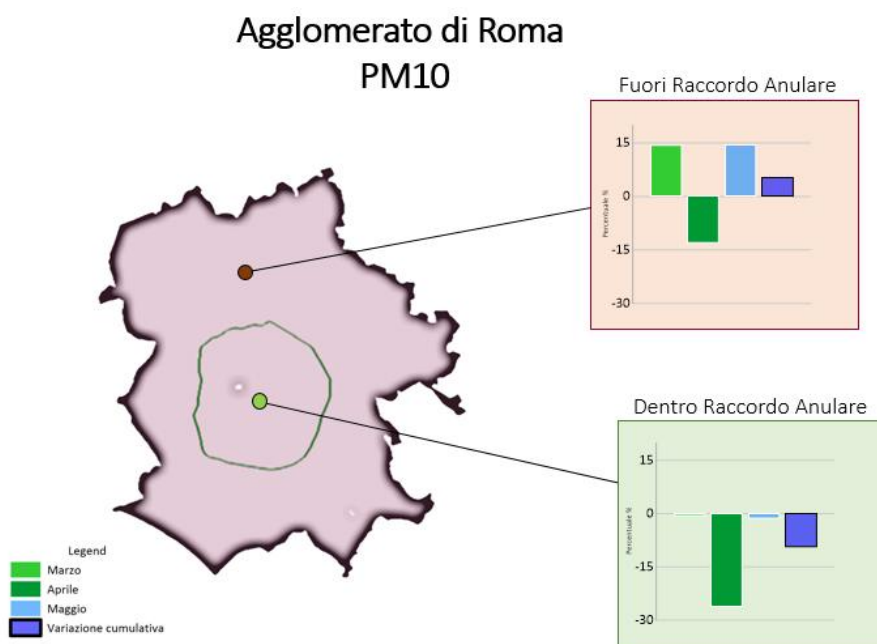 Agglomerato di Roma
PM10
Fuori Raccordo Anulare
15
0
-15
-30
Percentuale %
Dentro Raccordo Anulare
15
0
-15
-30
Percentuale %
Legend
Marzo
Aprile
Maggio
Variazione cumulativa